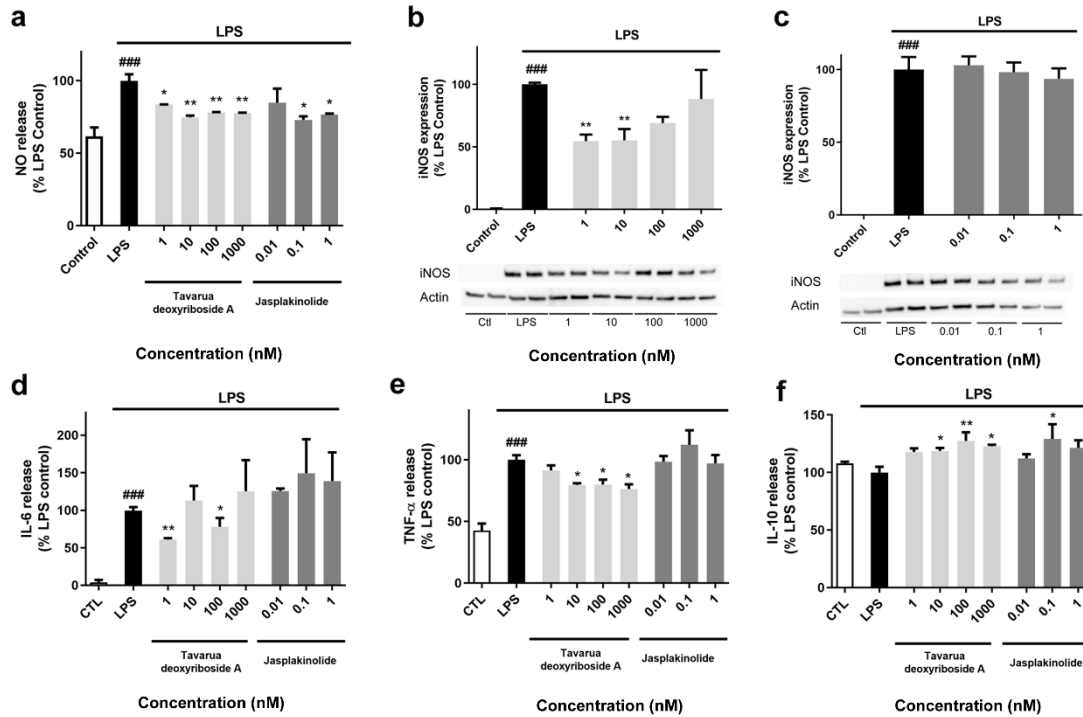 a
LPS
NO release
(% LPS Control)
100
50
0
###
*
**
**
**
*
*
Control
LPS
1
10
100
1000
0.01
0.1
1
Tavarua
deoxyriboside A
Jasplakinolide
Concentration (nM)
b
LPS
iNOS expression
(% LPS Control)
100
50
0
###
**
**
Control
LPS
1
10
100
1000
iNOS
Actin
Ctl
LPS
1
10
100
1000
Concentration (nM)
c
LPS
iNOS expression
(% LPS Control)
100
50
0
###
Control
LPS
0.01
0.1
1
iNOS
Actin
Ctl
LPS
0.01
0.1
1
Concentration (nM)
d
LPS
IL-6 release
(% LPS control)
200
150
100
50
0
###
**
*
CTL
LPS
1
10
100
1000
0.01
0.1
1
Tavarua
deoxyriboside A
Jasplakinolide
Concentration (nM)
e
LPS
TNF-α release
(% LPS control)
150
100
50
0
###
*
*
*
CTL
LPS
1
10
100
1000
0.01
0.1
1
Tavarua
deoxyriboside A
Jasplakinolide
Concentration (nM)
f
LPS
IL-10 release
(% LPS control)
150
100
50
0
*
**
*
*
CTL
LPS
1
10
100
1000
0.01
0.1
1
Tavarua
deoxyriboside A
Jasplakinolide
Concentration (nM)